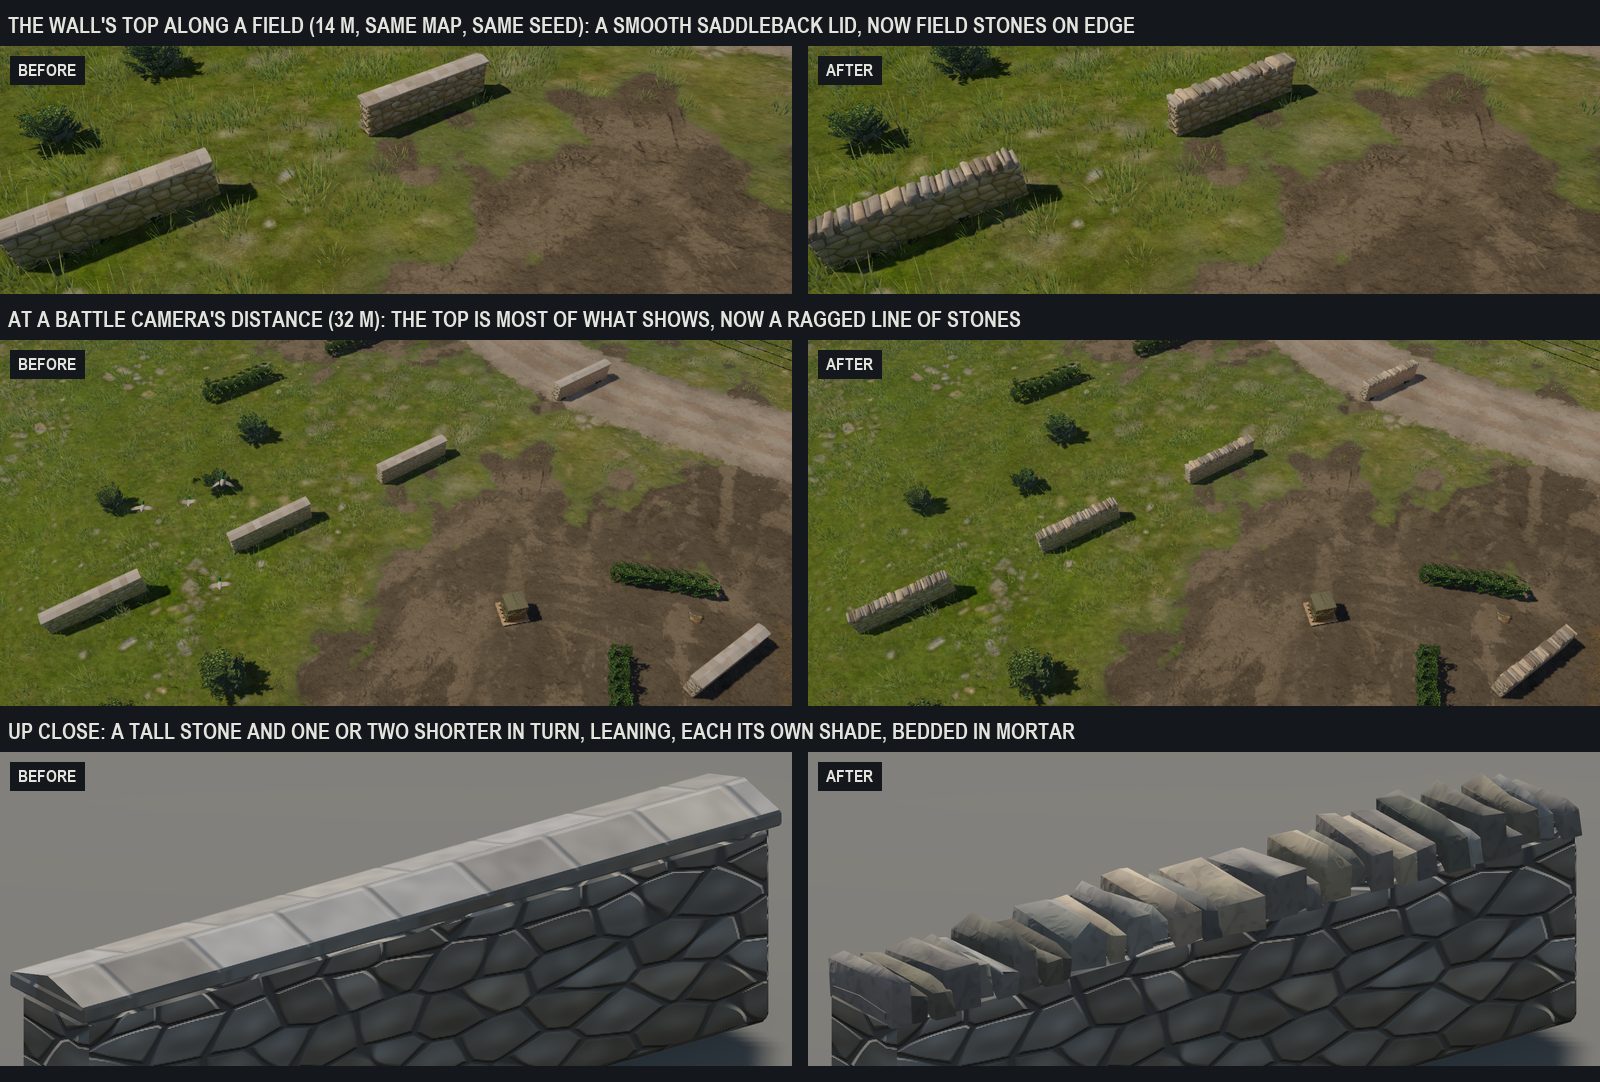 THE WALL'S TOP ALONG A FIELD (14 M, SAME MAP, SAME SEED): A SMOOTH SADDLEBACK LID, NOW FIELD STONES ON EDGE
BEFORE
AFTER
AT A BATTLE CAMERA'S DISTANCE (32 M): THE TOP IS MOST OF WHAT SHOWS, NOW A RAGGED LINE OF STONES
BEFORE
AFTER
UP CLOSE: A TALL STONE AND ONE OR TWO SHORTER IN TURN, LEANING, EACH ITS OWN SHADE, BEDDED IN MORTAR
BEFORE
AFTER